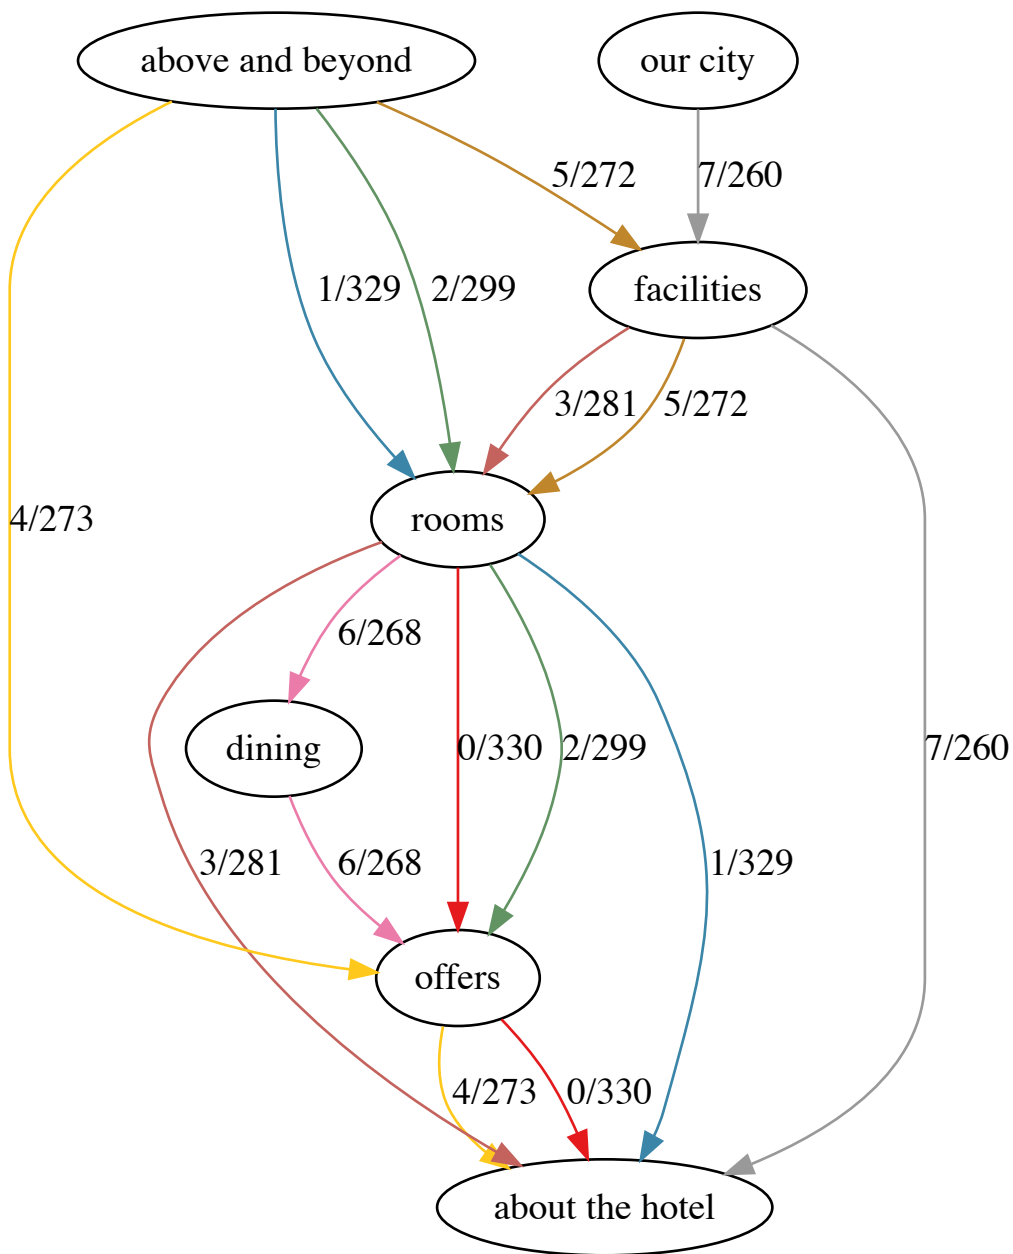 above and beyond
our city
5/272
7/260
1/329
2/299
facilities
3/281
5/272
4/273
rooms
6/268
dining
0/330
2/299
7/260
3/281
6/268
1/329
offers
4/273
0/330
about the hotel